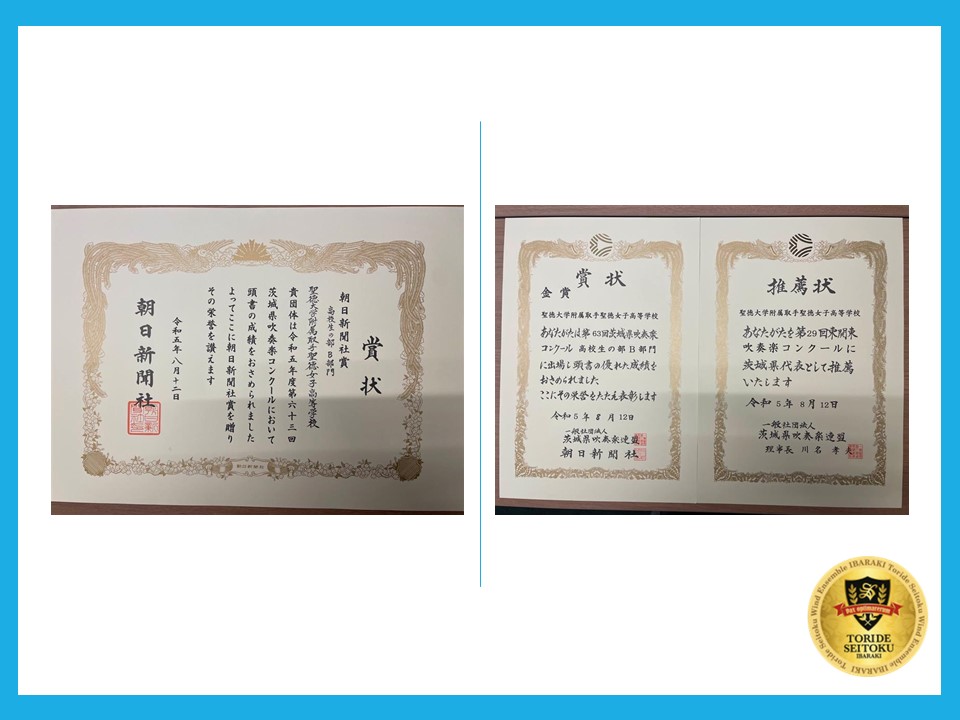 賞状
朝日新聞社賞
高校生の部 B部門
聖徳大学附属取手聖徳女子高等学校
貴団体は令和五年度第六十三回
茨城県吹奏楽コンクールにおいて
頭書の成績をおさめられました
よってここに朝日新聞社賞を贈り
その栄誉を讃えます
令和五年八月十二日
朝日新聞社
賞状
金賞
聖徳大学附属取手聖徳女子高等学校
あなたがたは第63回茨城県吹奏楽
コンクール 高校生の部 B部門
に出場し頭書の優れた成績を
おさめられました
ここにその栄誉をたたえ表彰します
令和5年8月12日
一般社団法人
茨城県吹奏楽連盟
朝日新聞社
推薦状
聖徳大学附属取手聖徳女子高等学校
あなたがたを第29回東関東
吹奏楽コンクールに
茨城県代表として推薦
いたします
令和5年8月12日
一般社団法人
茨城県吹奏楽連盟
理事長 川名 孝夫
Toride Seitoku Wind Ensemble IBARAKI Toride Seitoku Wind Ensemble IBARAKI
TORIDE
SEITOKU
IBARAKI